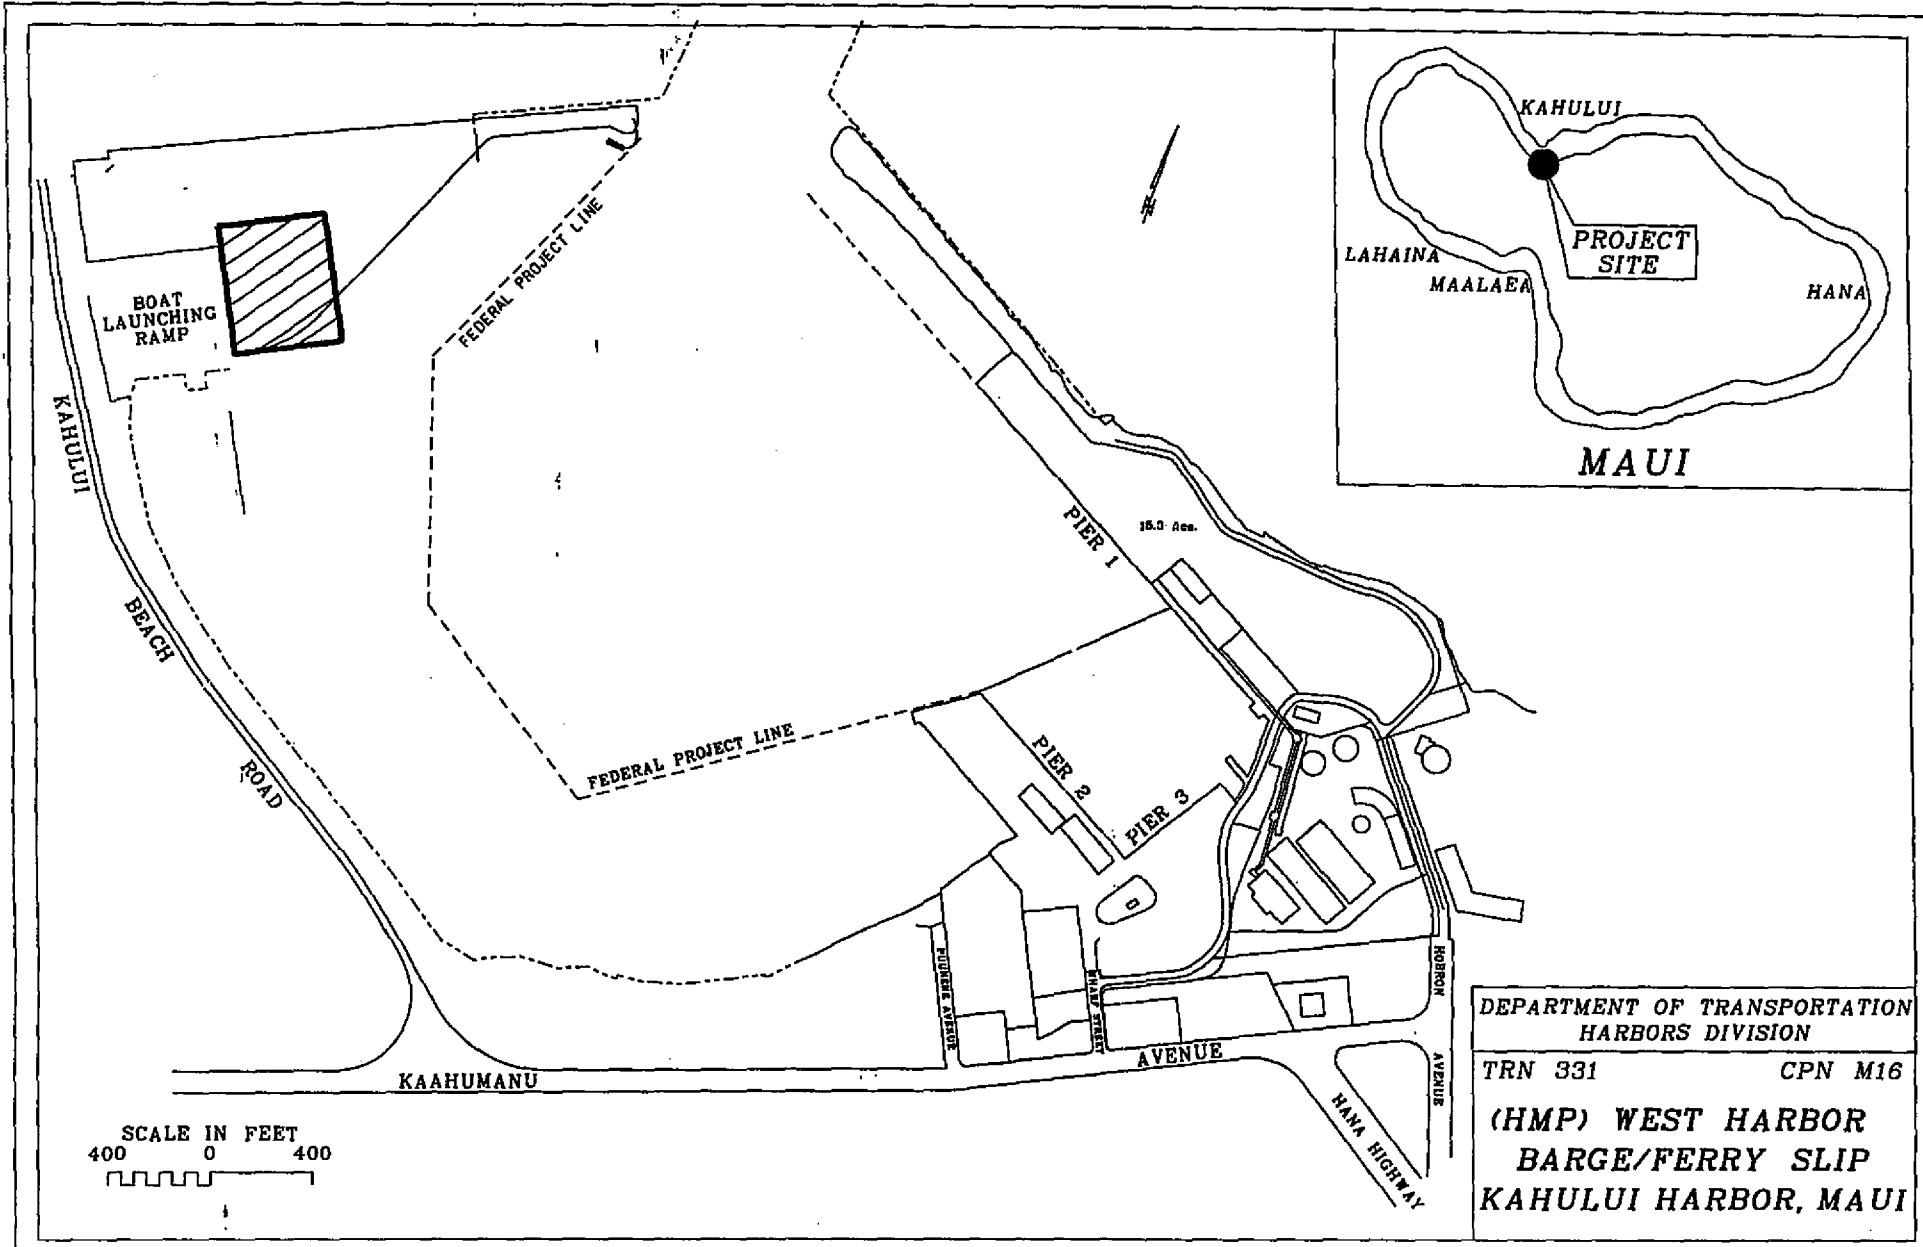 KAHULUI
PROJECT
SITE
LAHAINA
MAALAEA
HANA
MAUI
FEDERAL PROJECT LINE
BOAT
LAUNCHING
RAMP
KAHULUI
BEACH
ROAD
PIER 1
FEDERAL PROJECT LINE
PIER 2
PIER 3
PUUNENE AVENUE
WHARF STREET
HOBRON
AVENUE
KAAHUMANU
AVENUE
HANA HIGHWAY
SCALE IN FEET
400 0 400
DEPARTMENT OF TRANSPORTATION
HARBORS DIVISION
TRN 331 CPN M16
(HMP) WEST HARBOR
BARGE/FERRY SLIP
KAHULUI HARBOR, MAUI